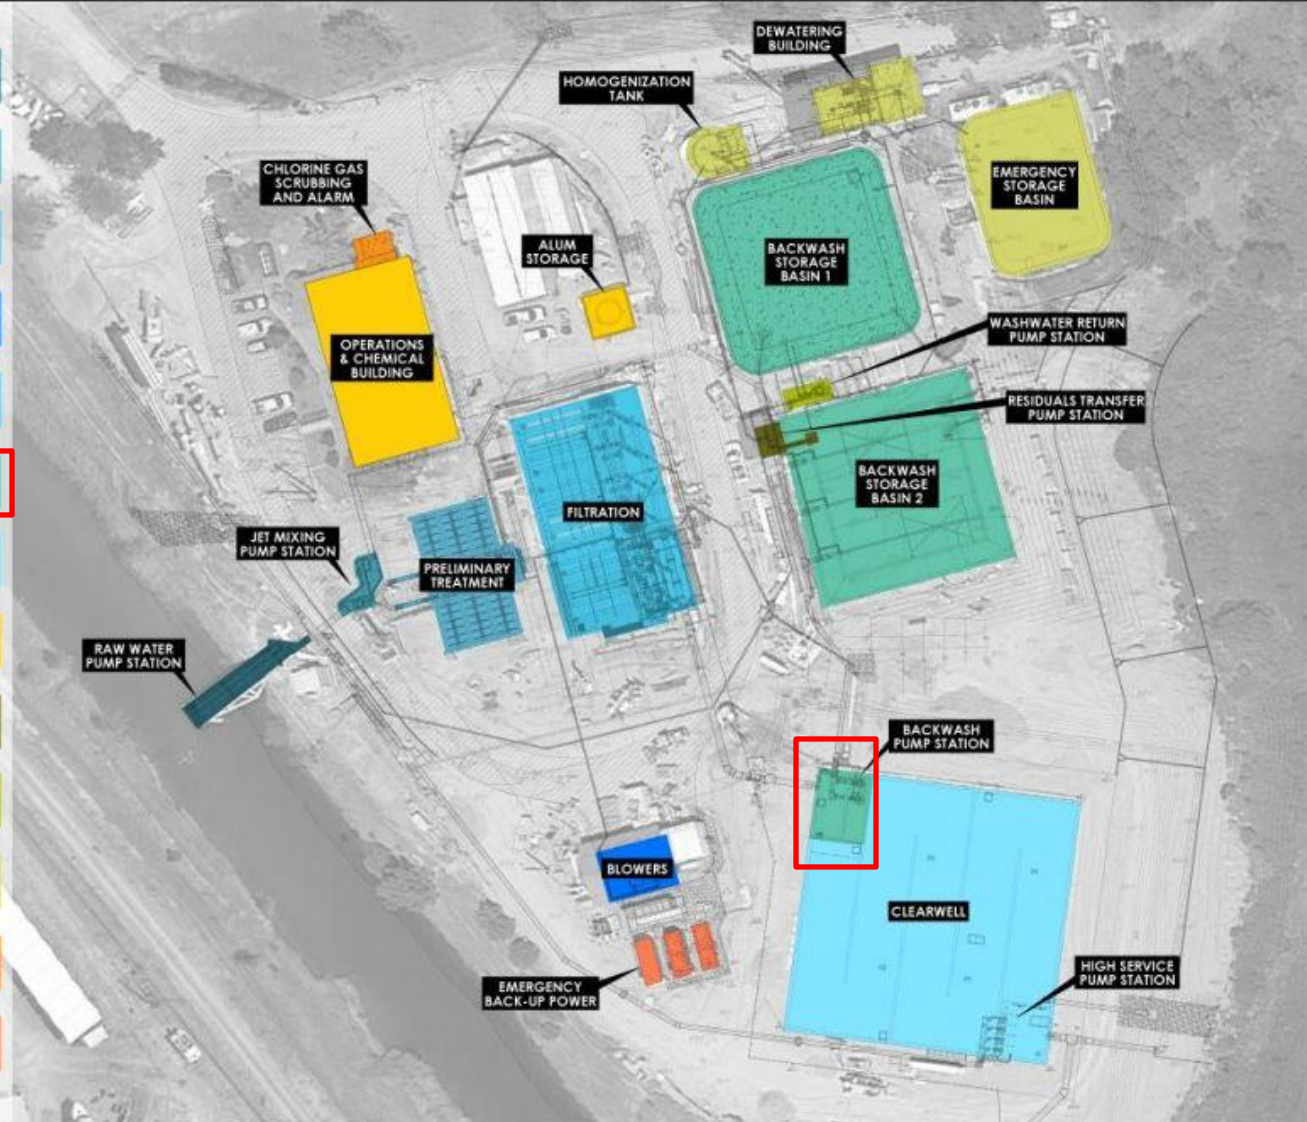 DEWATERING
BUILDING
HOMOGENIZATION
TANK
CHLORINE GAS
SCRUBBING
AND ALARM
EMERGENCY
STORAGE
BASIN
ALUM
STORAGE
BACKWASH
STORAGE
BASIN 1
WASHWATER RETURN
PUMP STATION
OPERATIONS
& CHEMICAL
BUILDING
RESIDUALS TRANSFER
PUMP STATION
BACKWASH
STORAGE
BASIN 2
FILTRATION
JET MIXING
PUMP STATION
PRELIMINARY
TREATMENT
RAW WATER
PUMP STATION
BACKWASH
PUMP STATION
BLOWERS
CLEARWELL
HIGH SERVICE
PUMP STATION
EMERGENCY
BACK-UP POWER